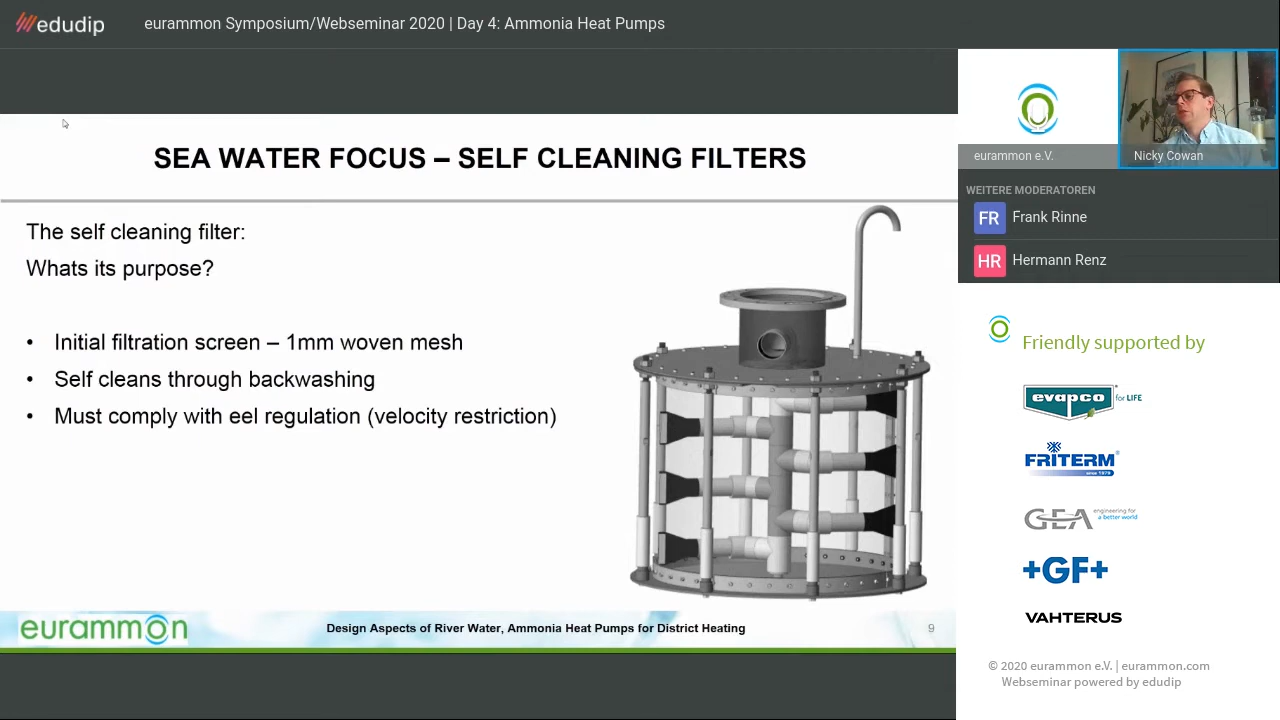 edudip
eurammon Symposium/Webseminar 2020 | Day 4: Ammonia Heat Pumps
SEA WATER FOCUS – SELF CLEANING FILTERS
The self cleaning filter:
Whats its purpose?
• Initial filtration screen – 1mm woven mesh
• Self cleans through backwashing
• Must comply with eel regulation (velocity restriction)
eurammon
Design Aspects of River Water, Ammonia Heat Pumps for District Heating
9
eurammon e.V.
Nicky Cowan
WEITERE MODERATOREN
FR Frank Rinne
HR Hermann Renz
Friendly supported by
evapco for LIFE
FRITERM
since 1979
GEA engineering for
a better world
+GF+
VAHTERUS
© 2020 eurammon e.V. | eurammon.com
Webseminar powered by edudip